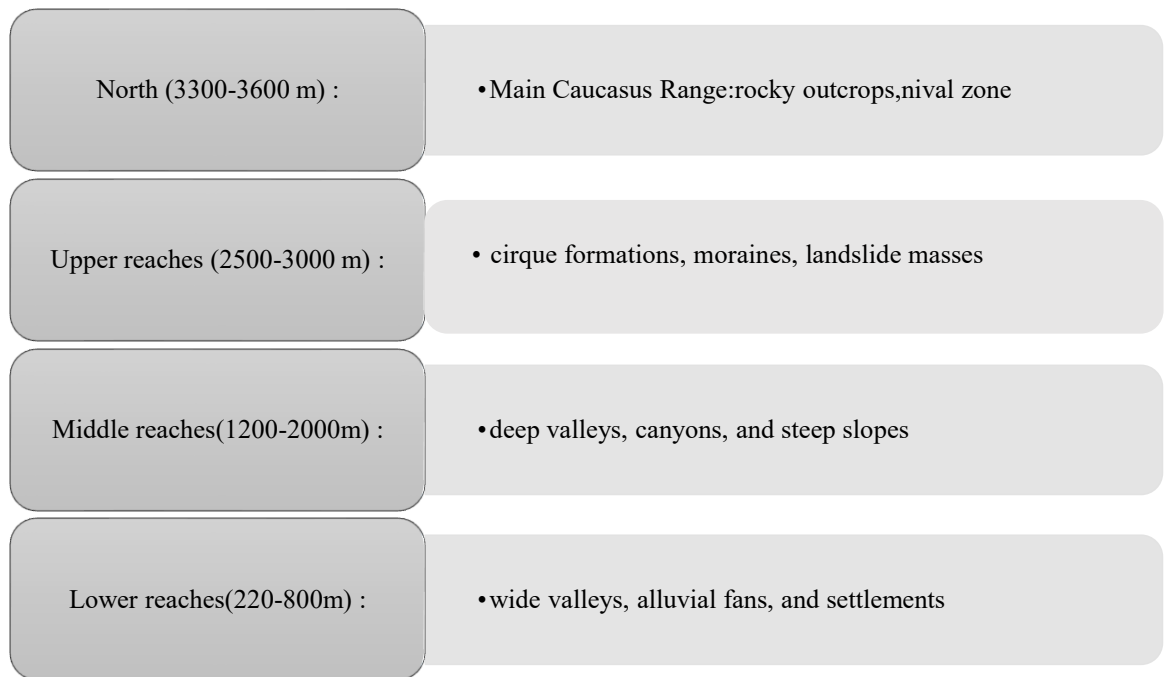 North (3300-3600 m) :
•Main Caucasus Range:rocky outcrops,nival zone
Upper reaches (2500-3000 m) :
• cirque formations, moraines, landslide masses
Middle reaches(1200-2000m) :
•deep valleys, canyons, and steep slopes
Lower reaches(220-800m) :
•wide valleys, alluvial fans, and settlements